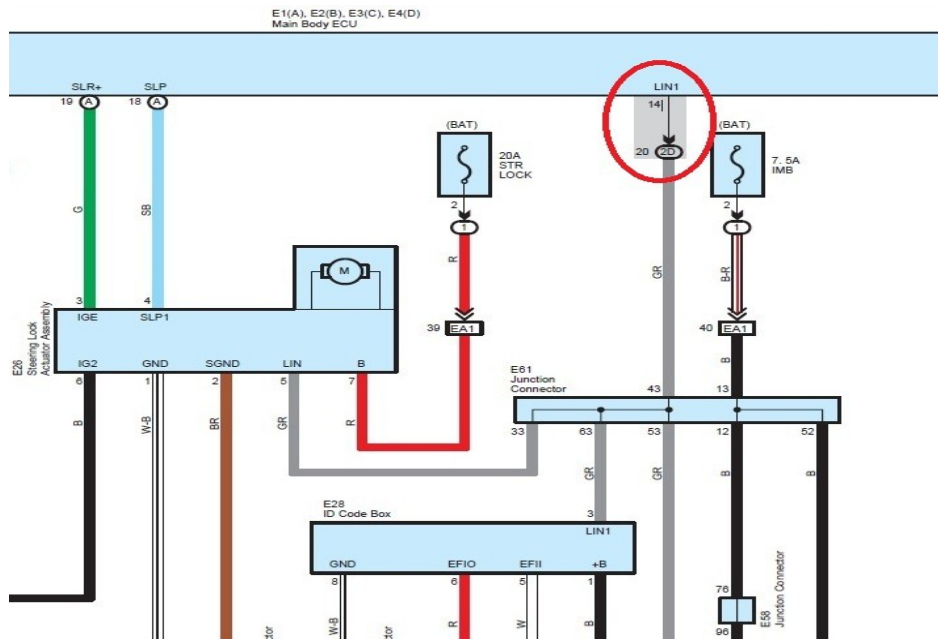 E1(A), E2(B), E3(C), E4(D)
Main Body ECU
SLR+
SLP
LIN1
19 A
18 A
14
20 2D
(BAT)
20A
STR
LOCK
2
1
(BAT)
7. 5A
IMB
2
1
G
SB
R
GR
B-R
M
3
4
IGE
SLP1
E26
Steering Lock
Actuator Assembly
39 EA1
40 EA1
IG2
GND
SGND
LIN
B
6
1
2
5
7
B
W-B
BR
GR
R
B
E61
Junction
Connector
43
13
33
63
53
12
52
GR
GR
B
B
E28
ID Code Box
3
LIN1
GND
EFIO
EFII
+B
8
6
5
1
W-B
R
W
B
76
96
E58
Junction Connector